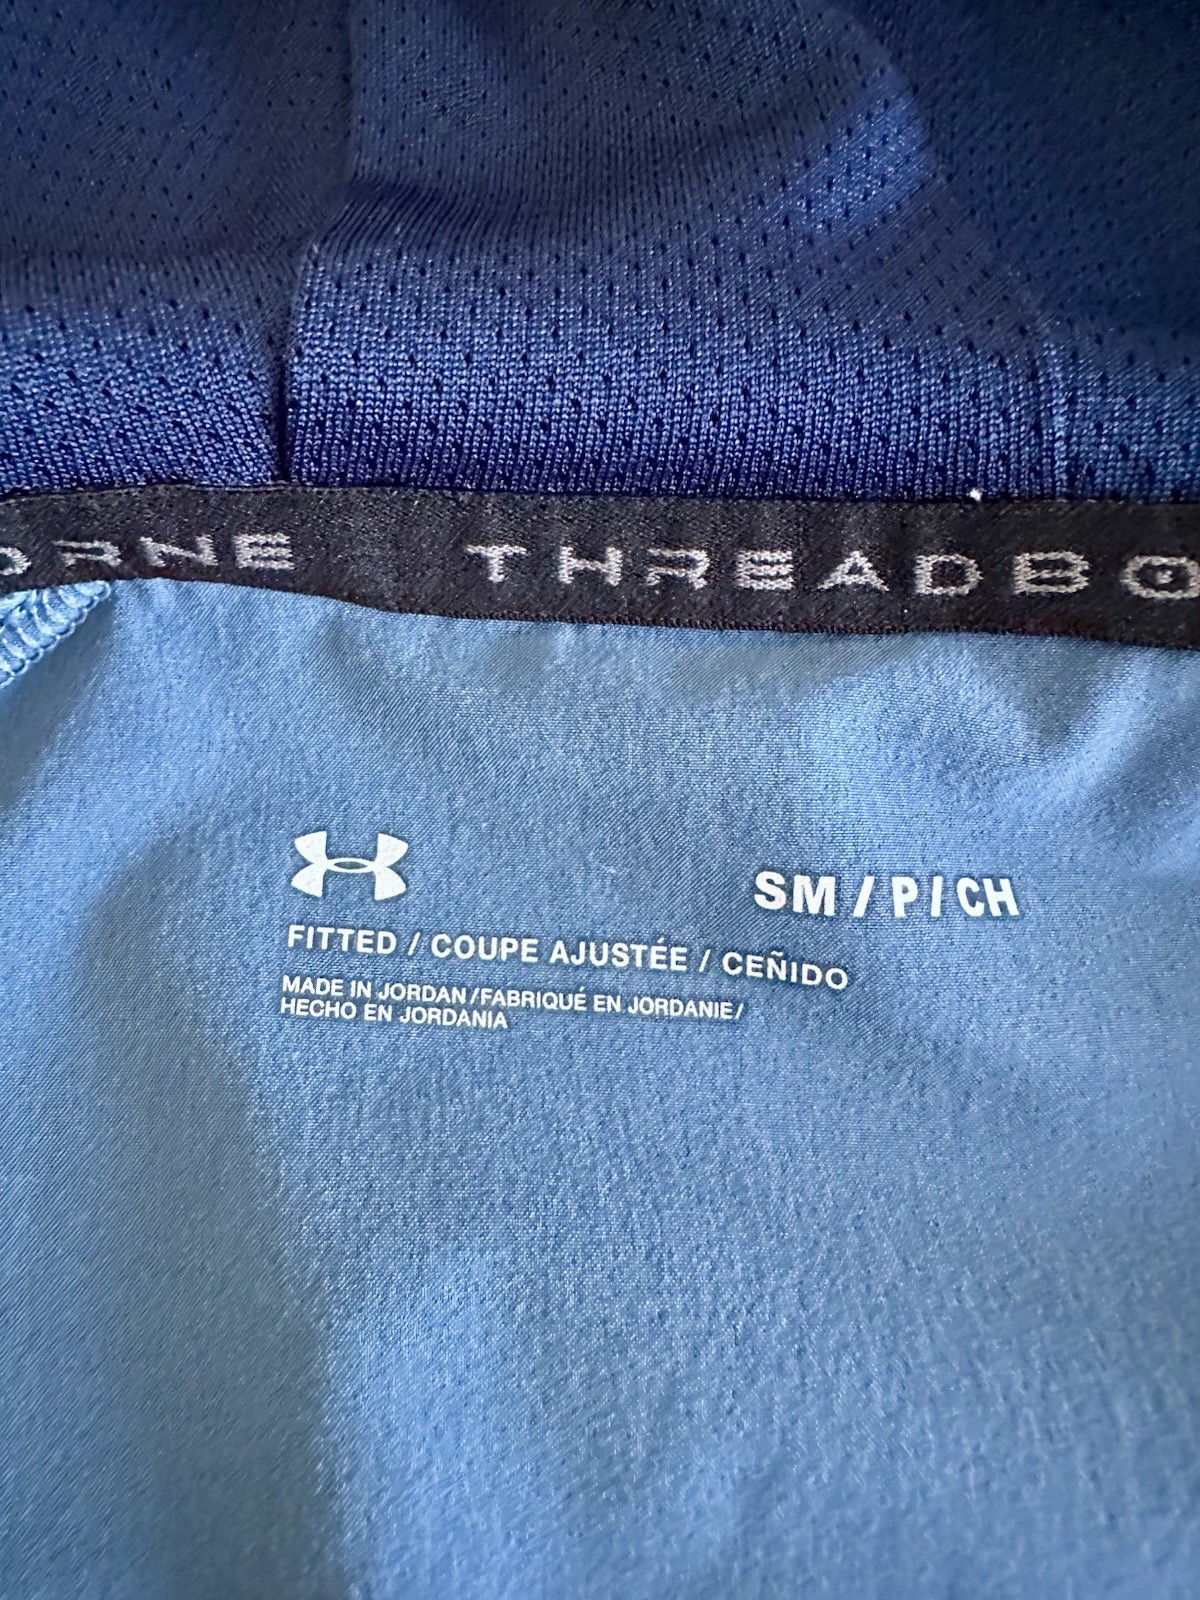 ORNE THREADBO
SM / P / CH
FITTED / COUPE AJUSTÉE / CEÑIDO
MADE IN JORDAN / FABRIQUÉ EN JORDANIE /
HECHO EN JORDANIA